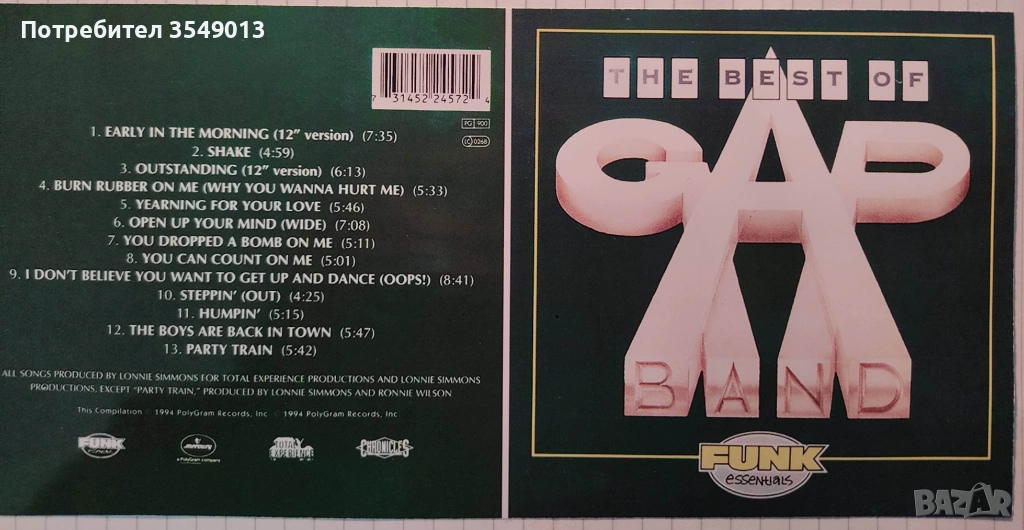 Потребител 3549013
7 31452 24572 4
PG 900
LC 0268
1. EARLY IN THE MORNING (12" version) (7:35)
2. SHAKE (4:59)
3. OUTSTANDING (12" version) (6:13)
4. BURN RUBBER ON ME (WHY YOU WANNA HURT ME) (5:33)
5. YEARNING FOR YOUR LOVE (5:46)
6. OPEN UP YOUR MIND (WIDE) (7:08)
7. YOU DROPPED A BOMB ON ME (5:11)
8. YOU CAN COUNT ON ME (5:01)
9. I DON'T BELIEVE YOU WANT TO GET UP AND DANCE (OOPS!) (8:41)
10. STEPPIN' (OUT) (4:25)
11. HUMPIN' (5:15)
12. THE BOYS ARE BACK IN TOWN (5:47)
13. PARTY TRAIN (5:42)
ALL SONGS PRODUCED BY LONNIE SIMMONS FOR TOTAL EXPERIENCE PRODUCTIONS AND LONNIE SIMMONS
PRODUCTIONS, EXCEPT "PARTY TRAIN," PRODUCED BY LONNIE SIMMONS AND RONNIE WILSON
This Compilation © 1994 PolyGram Records, Inc. ℗ 1994 PolyGram Records, Inc.
FUNK essentials
mercury
a PolyGram company
TOTAL EXPERIENCE
CHRONICLES
THE BEST OF
GAP
BAND
FUNK
essentials
BAZAR